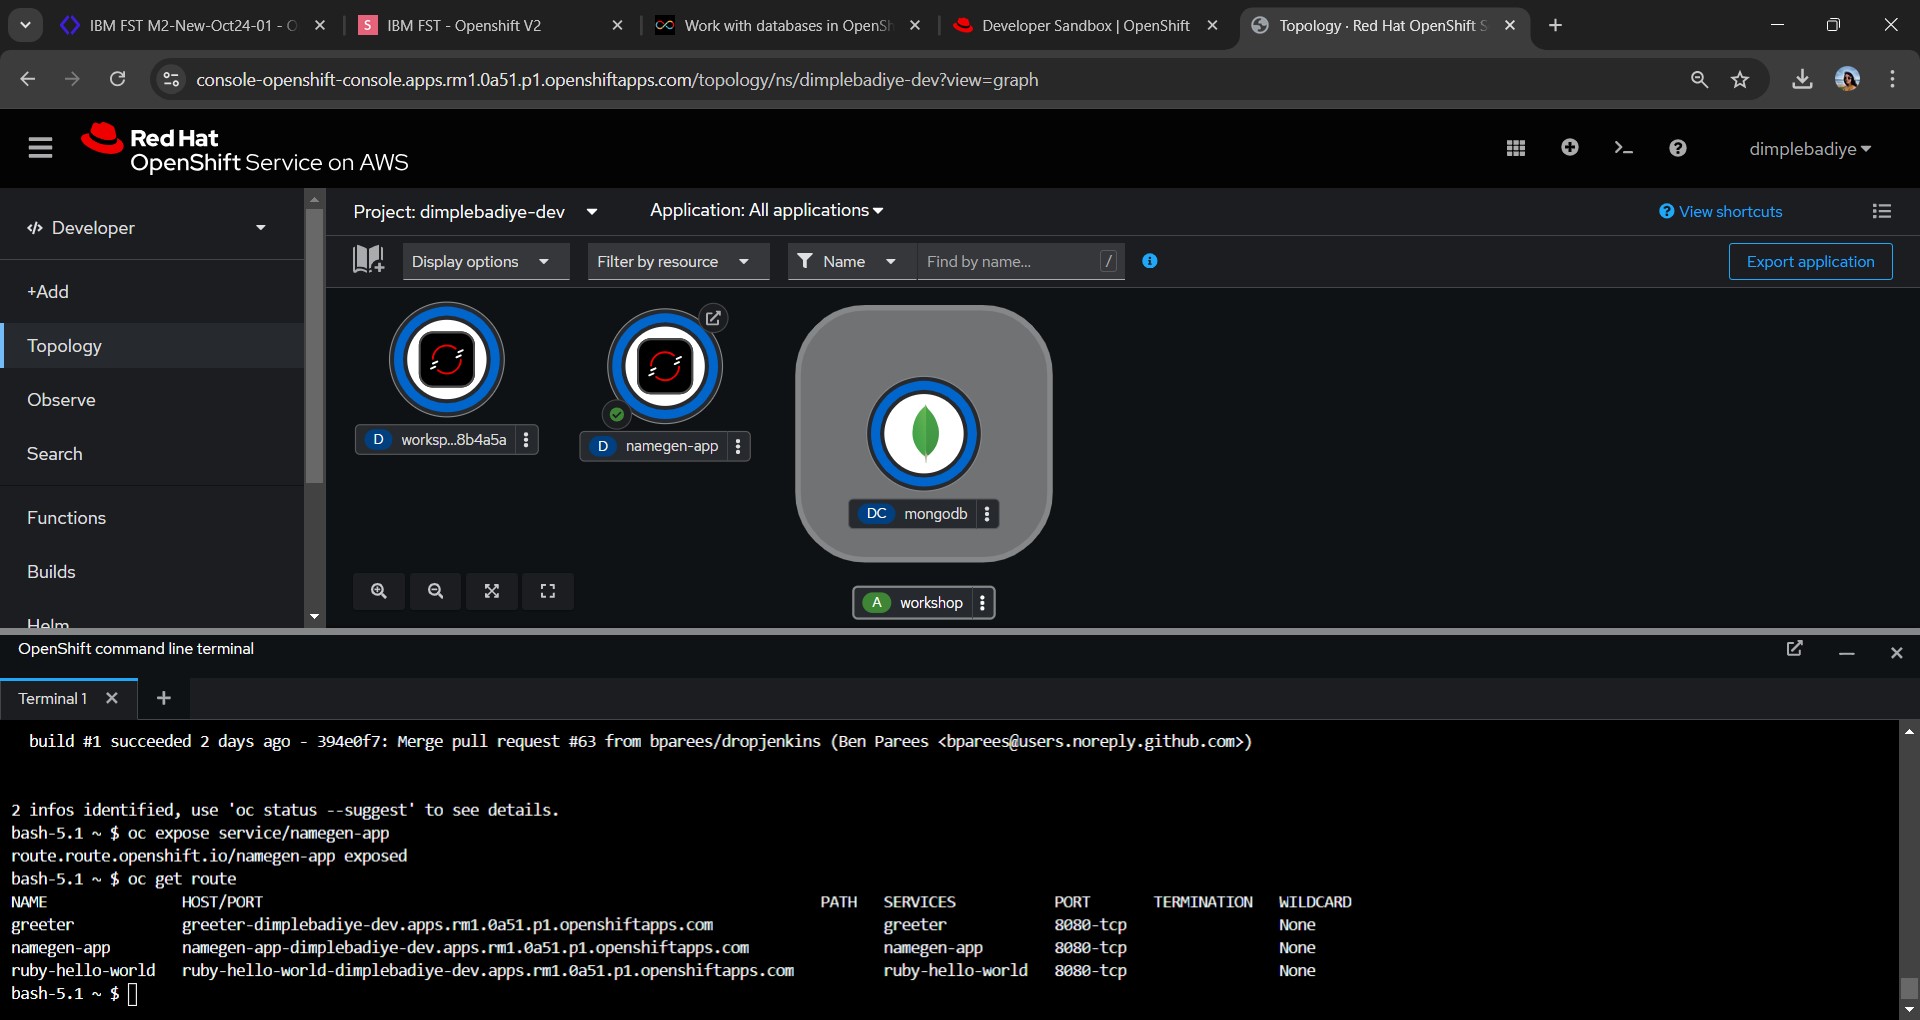 IBM FST M2-New-Oct24-01 - O
IBM FST - Openshift V2
Work with databases in OpenSh
Developer Sandbox | OpenShift
Topology · Red Hat OpenShift S
console-openshift-console.apps.rm1.0a51.p1.openshiftapps.com/topology/ns/dimplebadiye-dev?view=graph
Red Hat
OpenShift Service on AWS
dimplebadiye
Developer
Project: dimplebadiye-dev
Application: All applications
View shortcuts
Display options
Filter by resource
Name
Find by name...
/
Export application
+Add
Topology
Observe
Search
Functions
Builds
Helm
D worksp...8b4a5a
D namegen-app
DC mongodb
A workshop
OpenShift command line terminal
Terminal 1
build #1 succeeded 2 days ago - 394e0f7: Merge pull request #63 from bparees/dropjenkins (Ben Parees <bparees@users.noreply.github.com>)
2 infos identified, use 'oc status --suggest' to see details.
bash-5.1 ~ $ oc expose service/namegen-app
route.route.openshift.io/namegen-app exposed
bash-5.1 ~ $ oc get route
NAME HOST/PORT PATH SERVICES PORT TERMINATION WILDCARD
greeter greeter-dimplebadiye-dev.apps.rm1.0a51.p1.openshiftapps.com greeter 8080-tcp None
namegen-app namegen-app-dimplebadiye-dev.apps.rm1.0a51.p1.openshiftapps.com namegen-app 8080-tcp None
ruby-hello-world ruby-hello-world-dimplebadiye-dev.apps.rm1.0a51.p1.openshiftapps.com ruby-hello-world 8080-tcp None
bash-5.1 ~ $